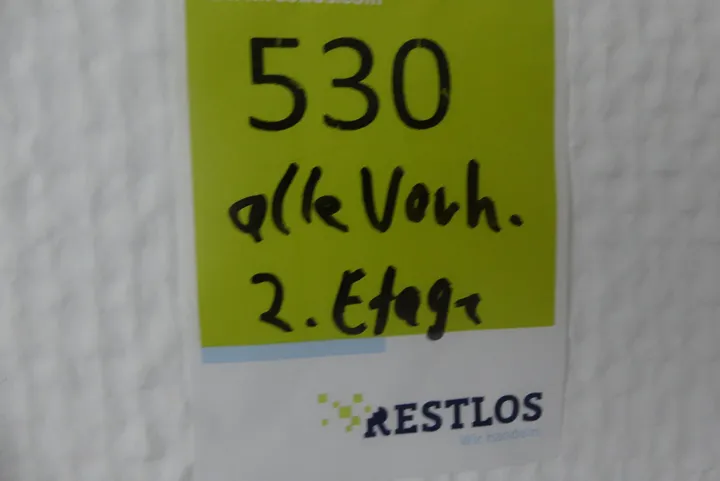 530
alle Vorh.
2. Etage
RESTLOS